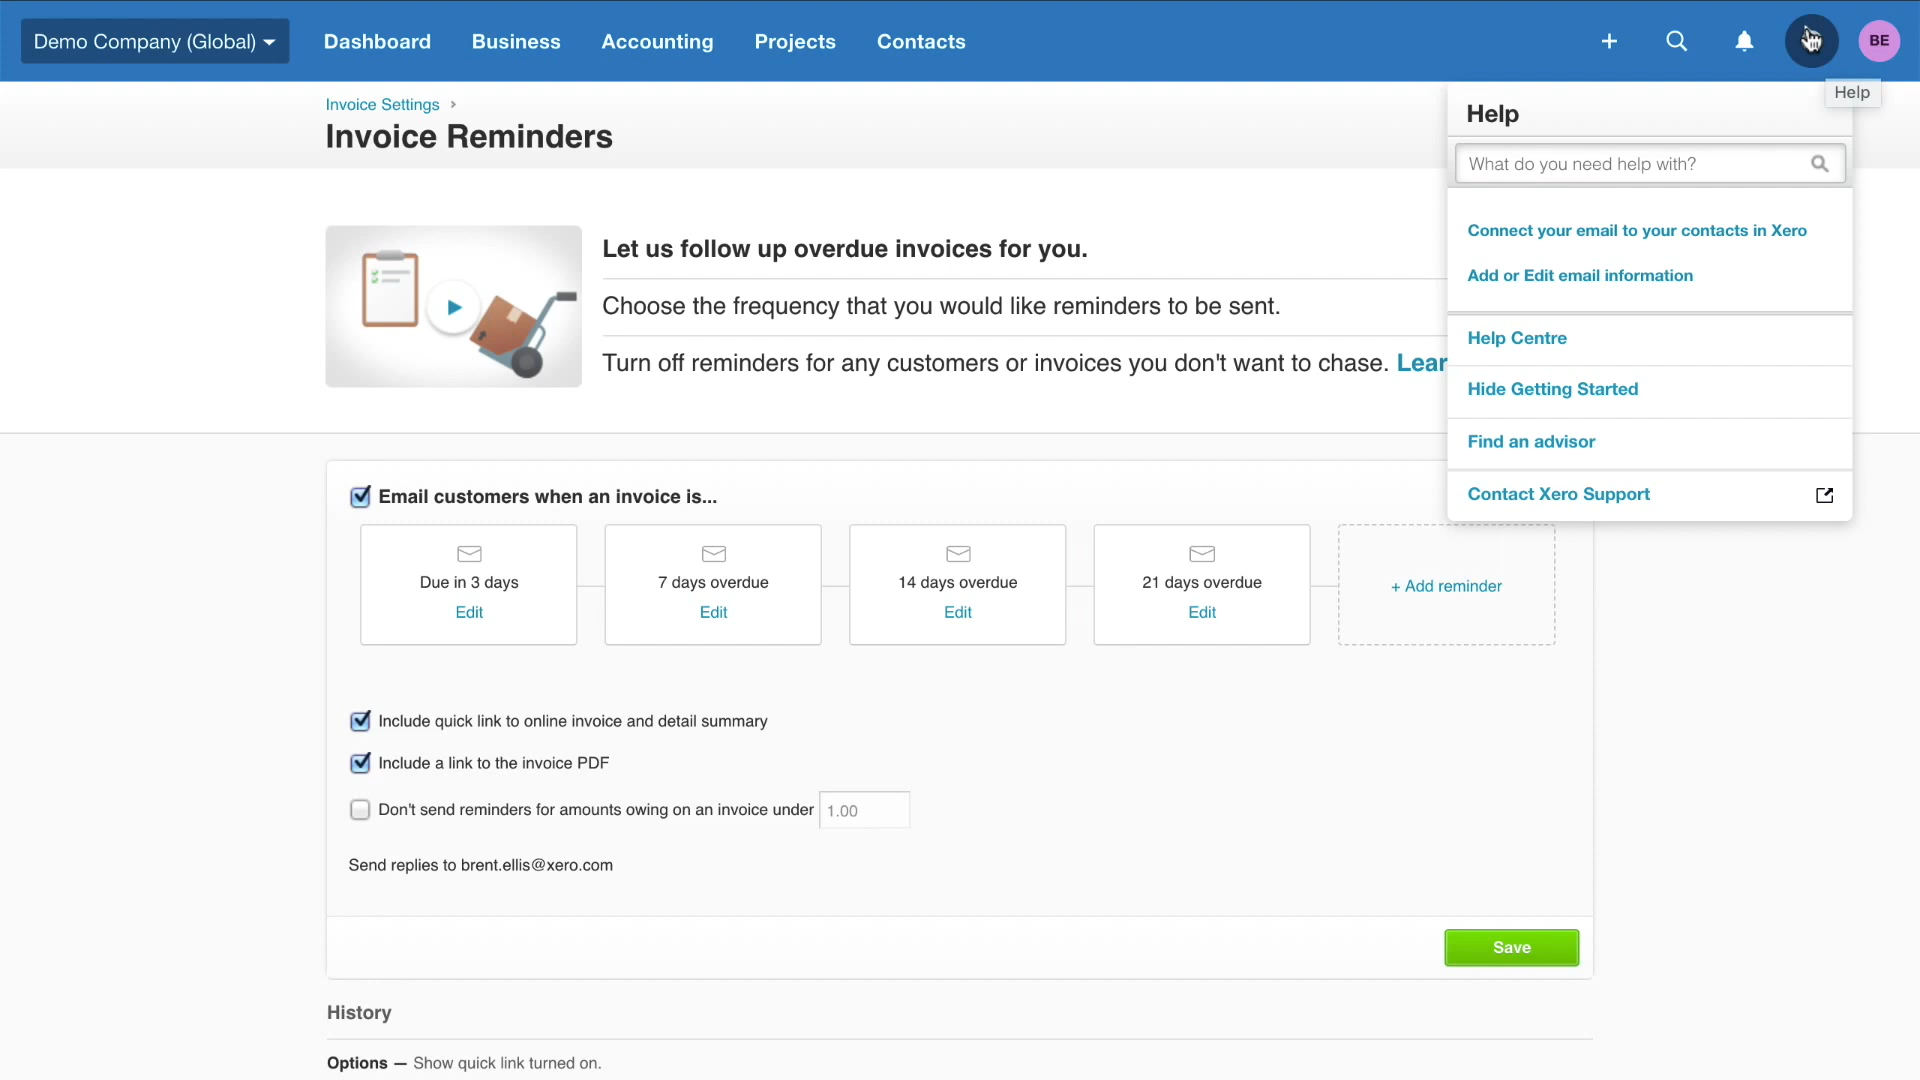 Demo Company (Global)
Dashboard
Business
Accounting
Projects
Contacts
BE
Help
Invoice Settings
Invoice Reminders
Help
What do you need help with?
Connect your email to your contacts in Xero
Add or Edit email information
Help Centre
Hide Getting Started
Find an advisor
Contact Xero Support
Let us follow up overdue invoices for you.
Choose the frequency that you would like reminders to be sent.
Turn off reminders for any customers or invoices you don't want to chase. Lear
Email customers when an invoice is...
Due in 3 days
Edit
7 days overdue
Edit
14 days overdue
Edit
21 days overdue
Edit
+ Add reminder
Include quick link to online invoice and detail summary
Include a link to the invoice PDF
Don't send reminders for amounts owing on an invoice under 1.00
Send replies to brent.ellis@xero.com
Save
History
Options — Show quick link turned on.